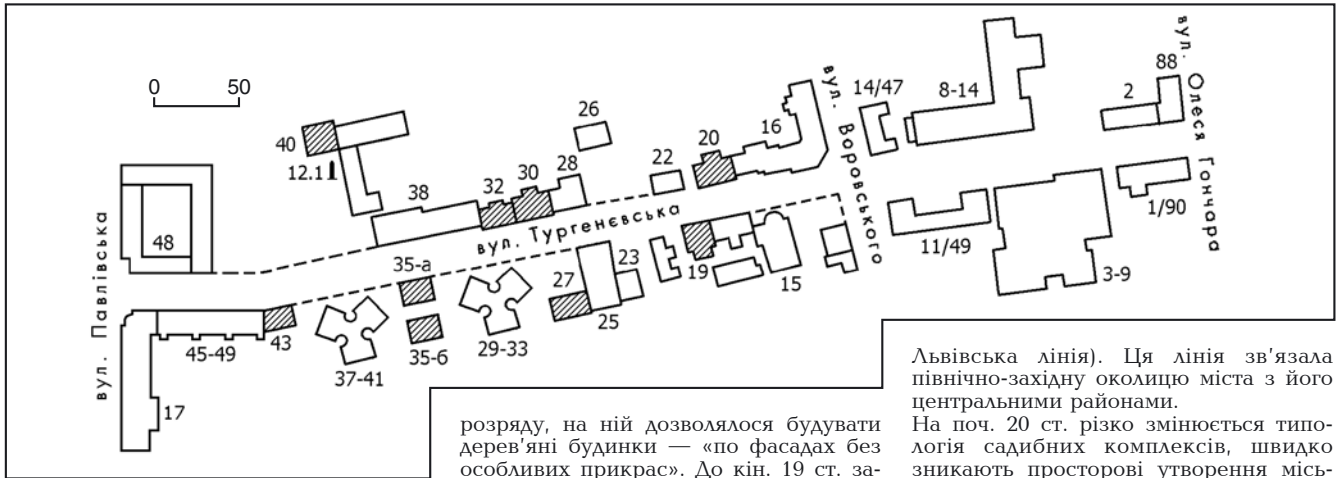 0 50
вул. Павлівська
48
17
45-49
43
40
12.1
38
32
30
28
26
22
20
16
вул. Тургенєвська
35-а
35-б
37-41
29-33
27
25
23
19
15
вул. Воровського
14/47
8-14
2
88
вул. Олеся Гончара
11/49
3-9
1/90
розряду, на ній дозволялося будувати
дерев’яні будинки — «по фасадах без
особливих прикрас». До кін. 19 ст. за-
Львівська лінія). Ця лінія зв’язала
північно-західну околицю міста з його
центральними районами.
На поч. 20 ст. різко змінюється типо-
логія садибних комплексів, швидко
зникають просторові утворення місь-